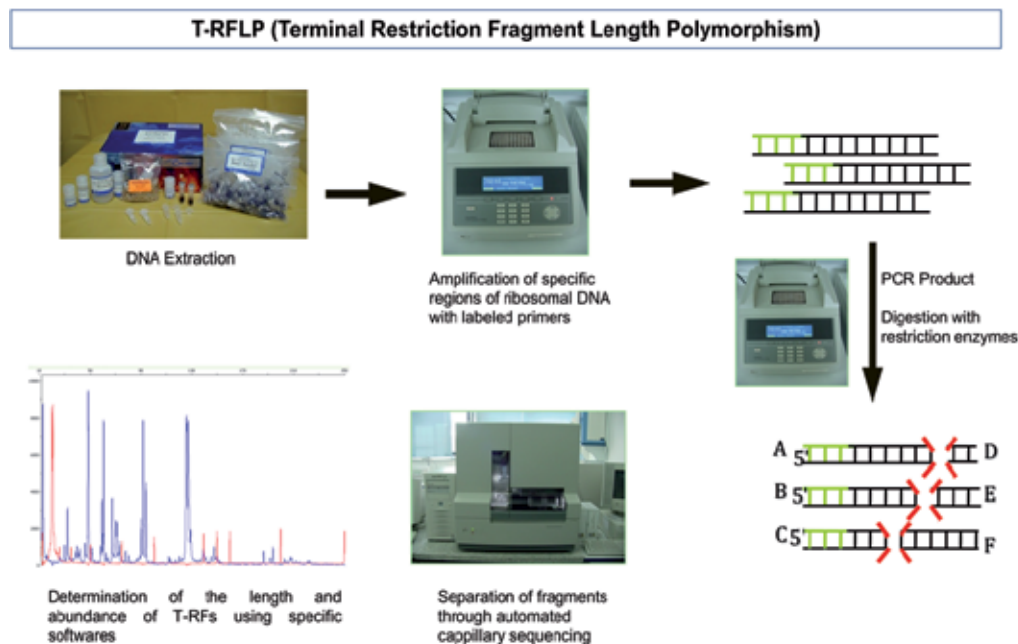 T-RFLP (Terminal Restriction Fragment Length Polymorphism)
DNA Extraction
Amplification of specific
regions of ribosomal DNA
with labeled primers
PCR Product
Digestion with
restriction enzymes
A 5' D
B 5' E
C 5' F
Separation of fragments
through automated
cappillary sequencing
Determination of the length and
abundance of T-RFs using specific
softwares